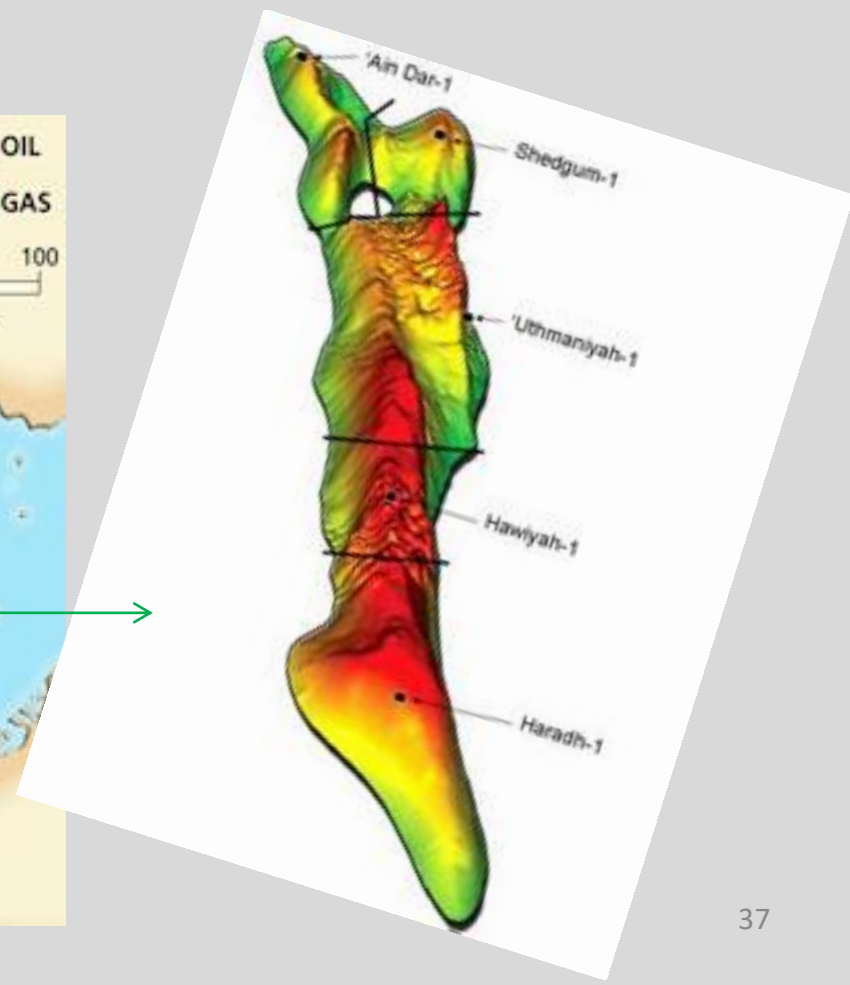 OIL
GAS
100
'Ain Dar-1
Shedgum-1
'Uthmaniyah-1
Hawiyah-1
Haradh-1
37